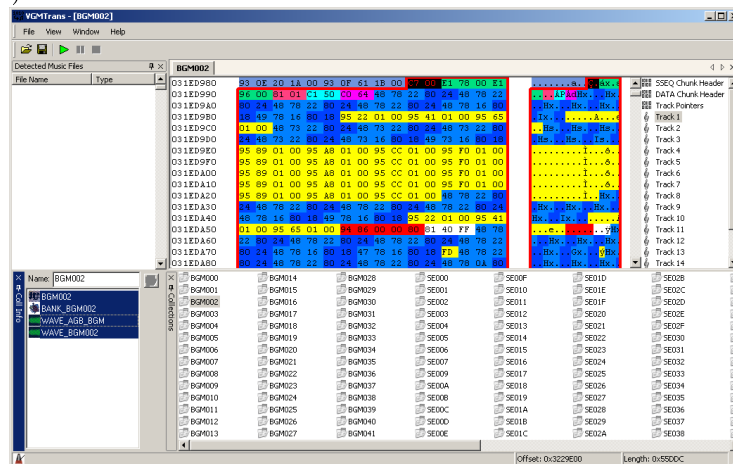 VGMTrans - [BGM002]
File View Window Help
Detected Music Files
File Name Type
BGM002
031ED980 93 0E 20 1A 00 93 0F 61 1B 00 E1 78 00 E1
031ED990 96 00 81 01 C1 50 C0 64 48 78 22 80 24 48 78 22
031ED9A0 80 24 48 78 22 80 24 48 78 22 80 24 48 78 16 80
031ED9B0 18 49 78 16 80 18 95 22 01 00 95 41 01 00 95 65
031ED9C0 01 00 48 73 22 80 24 48 73 22 80 24 48 73 22 80
031ED9D0 24 48 73 22 80 24 48 73 16 80 18 49 73 16 80 18
031ED9E0 95 89 01 00 95 A8 01 00 95 CC 01 00 95 F0 01 00
031ED9F0 95 89 01 00 95 A8 01 00 95 CC 01 00 95 F0 01 00
031EDA00 95 89 01 00 95 A8 01 00 95 CC 01 00 95 F0 01 00
031EDA10 95 89 01 00 95 A8 01 00 95 CC 01 00 95 F0 01 00
031EDA20 95 89 01 00 95 A8 01 00 95 CC 01 00 48 78 22 80
031EDA30 24 48 78 22 80 24 48 78 22 80 24 48 78 22 80 24
031EDA40 48 78 16 80 18 49 78 16 80 18 95 22 01 00 95 41
031EDA50 01 00 95 65 01 00 94 86 00 00 80 81 40 FF 48 78
031EDA60 22 80 24 48 78 22 80 24 48 78 22 80 24 48 78 22
031EDA70 80 24 48 78 16 80 18 47 78 16 80 18 FD 48 78 22
031EDA80 80 24 48 78 22 80 24 48 78 22 80 24 48 78 0A 80
SSEQ Chunk Header
DATA Chunk Header
Track Pointers
Track 1
Track 2
Track 3
Track 4
Track 5
Track 6
Track 7
Track 8
Track 9
Track 10
Track 11
Track 12
Track 13
Track 14
Coll Info
Name: BGM002
BGM002
BANK_BGM002
WAVE_AGB_BGM
WAVE_BGM002
Collections
BGM000 BGM014 BGM028 SE000 SE00F SE01D SE02B
BGM001 BGM015 BGM029 SE001 SE010 SE01E SE02C
BGM002 BGM016 BGM030 SE002 SE011 SE01F SE02D
BGM003 BGM017 BGM031 SE003 SE012 SE020 SE02E
BGM004 BGM018 BGM032 SE004 SE013 SE021 SE02F
BGM005 BGM019 BGM033 SE005 SE014 SE022 SE030
BGM006 BGM020 BGM034 SE006 SE015 SE023 SE031
BGM007 BGM021 BGM035 SE007 SE016 SE024 SE032
BGM008 BGM022 BGM036 SE009 SE017 SE025 SE033
BGM009 BGM023 BGM037 SE00A SE018 SE026 SE034
BGM010 BGM024 BGM038 SE00B SE019 SE027 SE035
BGM011 BGM025 BGM039 SE00C SE01A SE028 SE036
BGM012 BGM026 BGM040 SE00D SE01B SE029 SE037
BGM013 BGM027 BGM041 SE00E SE01C SE02A SE038
Offset: 0x3229E00 Length: 0x55DDC